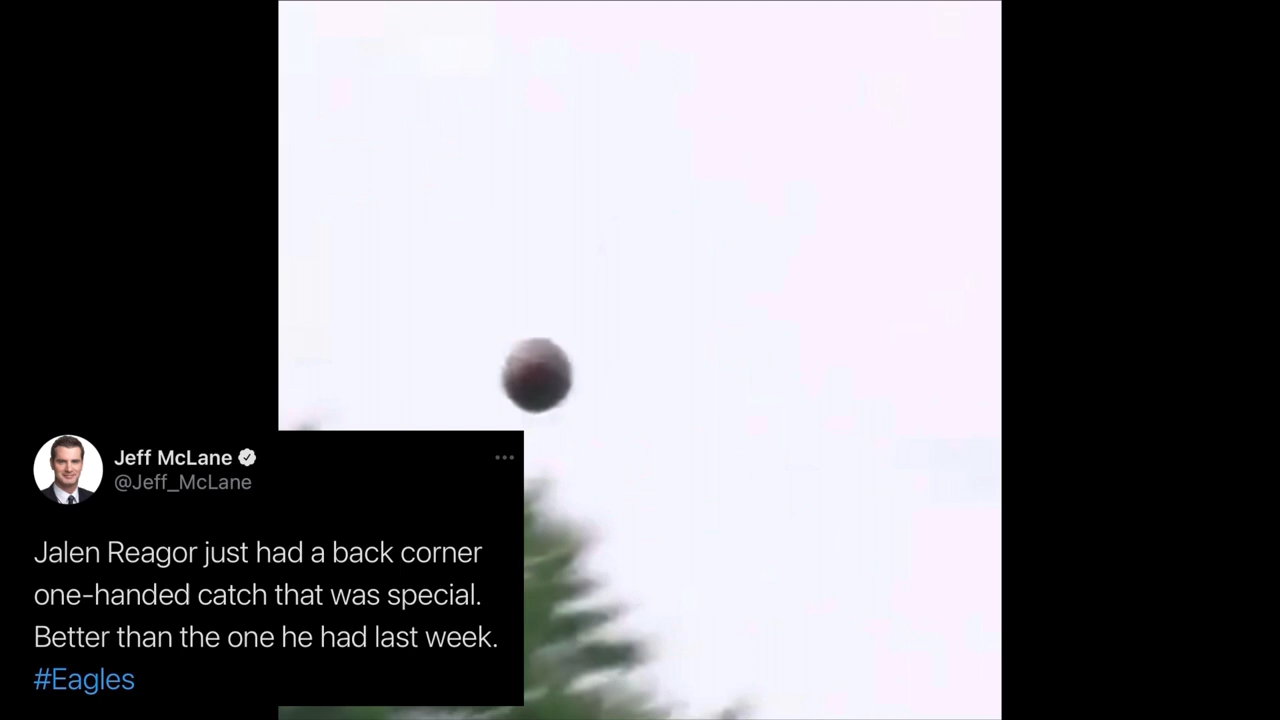 Jeff McLane
@Jeff_McLane
Jalen Reagor just had a back corner
one-handed catch that was special.
Better than the one he had last week.
#Eagles